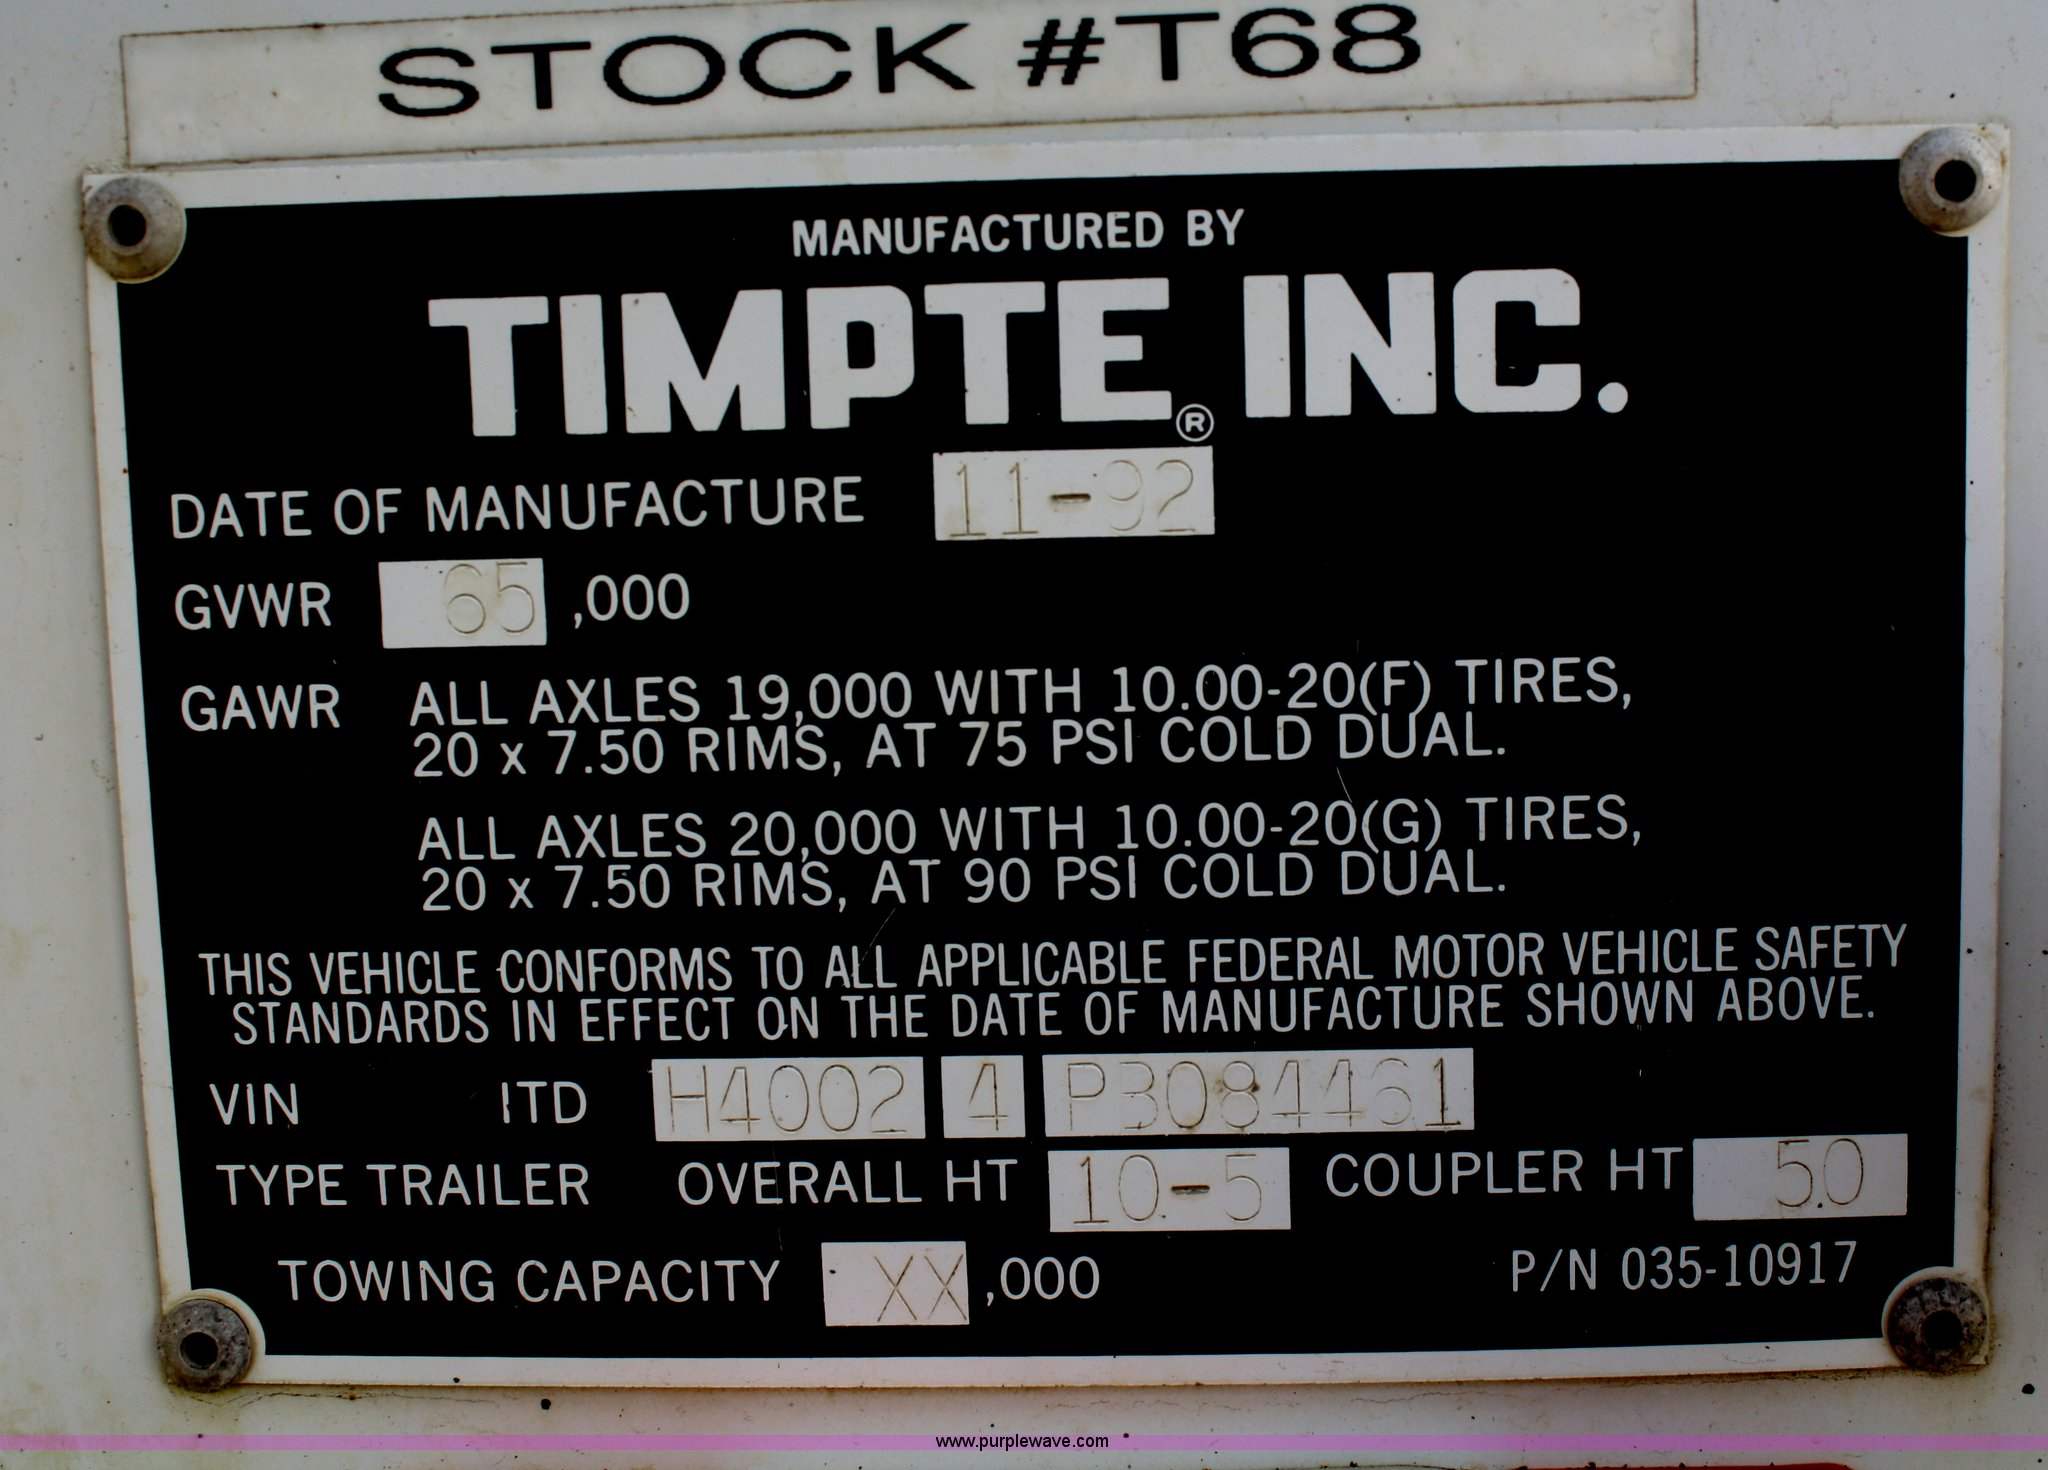 STOCK #T68
MANUFACTURED BY
TIMPTE® INC.
DATE OF MANUFACTURE 11-92
GVWR 65 ,000
GAWR ALL AXLES 19,000 WITH 10.00-20(F) TIRES,
20 x 7.50 RIMS, AT 75 PSI COLD DUAL.
ALL AXLES 20,000 WITH 10.00-20(G) TIRES,
20 x 7.50 RIMS, AT 90 PSI COLD DUAL.
THIS VEHICLE CONFORMS TO ALL APPLICABLE FEDERAL MOTOR VEHICLE SAFETY
STANDARDS IN EFFECT ON THE DATE OF MANUFACTURE SHOWN ABOVE.
VIN 1TD H4002 4 P3084461
TYPE TRAILER OVERALL HT 10-5 COUPLER HT 50
TOWING CAPACITY XX ,000 P/N 035-10917
www.purplewave.com